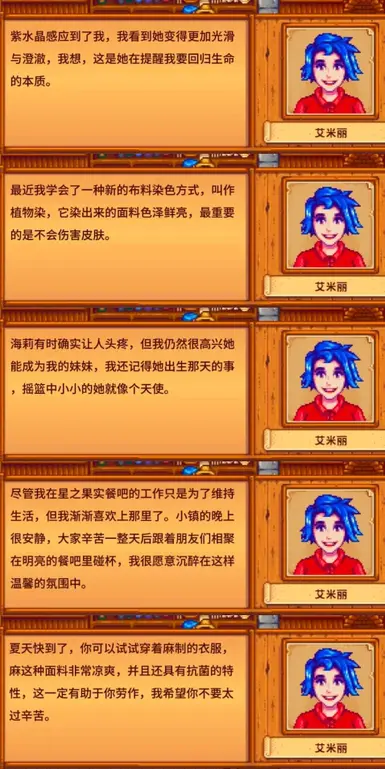 紫水晶感应到了我，我看到她变得更加光滑
与澄澈，我想，这是她在提醒我要回归生命
的本质。
艾米丽
最近我学会了一种新的布料染色方式，叫作
植物染，它染出来的面料色泽鲜亮，最重要
的是不会伤害皮肤。
艾米丽
海莉有时确实让人头疼，但我仍然很高兴她
能成为我的妹妹，我还记得她出生那天的事
，摇篮中小小的她就像个天使。
艾米丽
尽管我在星之果实餐吧的工作只是为了维持
生活，但我渐渐喜欢上那里了。小镇的晚上
很安静，大家辛苦一整天后跟着朋友们相聚
在明亮的餐吧里碰杯，我很愿意沉醉在这样
温馨的氛围中。
艾米丽
夏天快到了，你可以试试穿着麻制的衣服，
麻这种面料非常凉爽，并且还具有抗菌的特
性，这一定有助于你劳作，我希望你不要太
过辛苦。
艾米丽